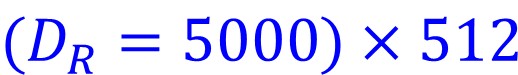 (D_R = 5000) × 512